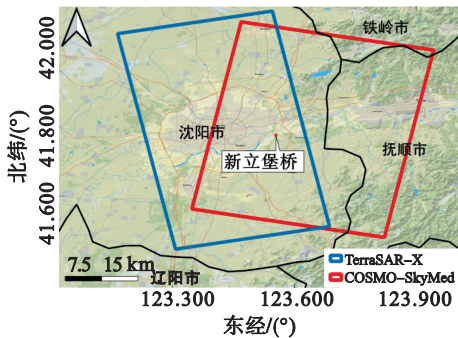 铁岭市
42.000
沈阳市
41.800
新立堡桥
抚顺市
北纬/(°)
41.600
7.5 15 km
辽阳市
TerraSAR-X
COSMO-SkyMed
123.300 123.600 123.900
东经/(°)